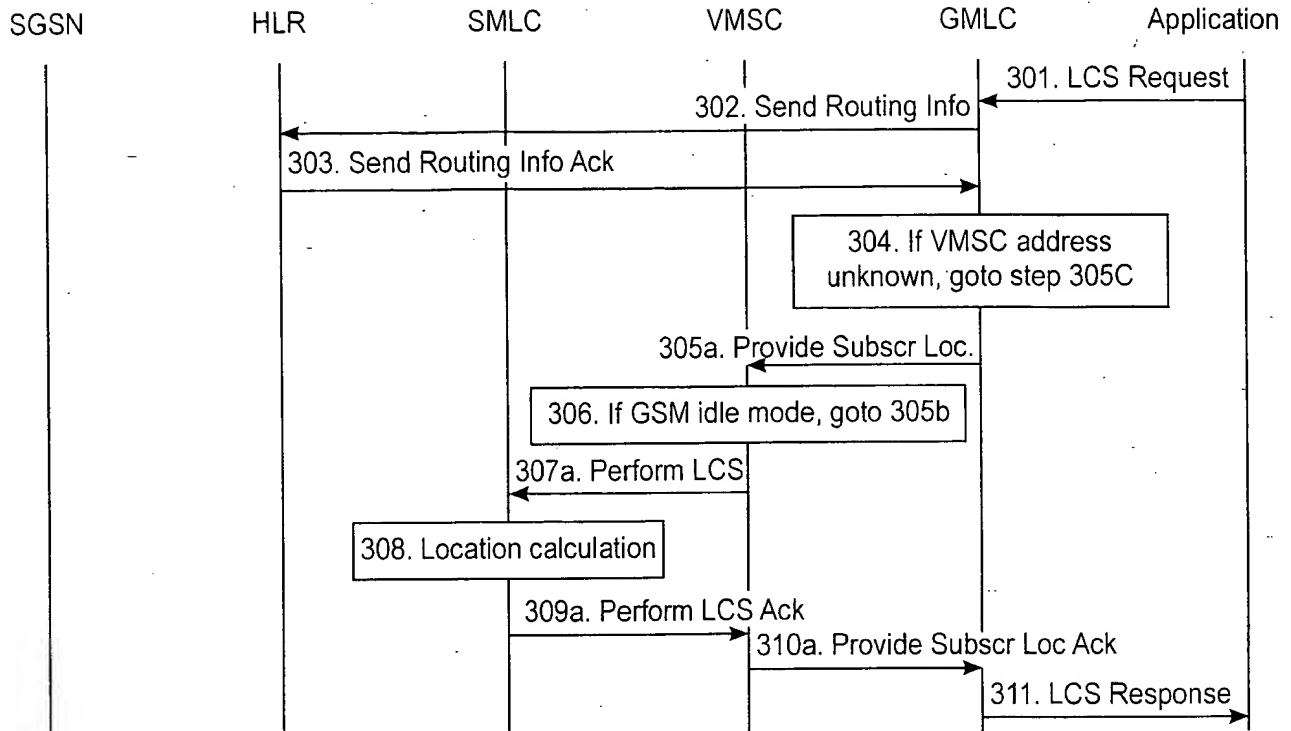 SGSN HLR SMLC VMSC GMLC Application
301. LCS Request
302. Send Routing Info
303. Send Routing Info Ack
304. If VMSC address
unknown, goto step 305C
305a. Provide Subscr Loc.
306. If GSM idle mode, goto 305b
307a. Perform LCS
308. Location calculation
309a. Perform LCS Ack
310a. Provide Subscr Loc Ack
311. LCS Response